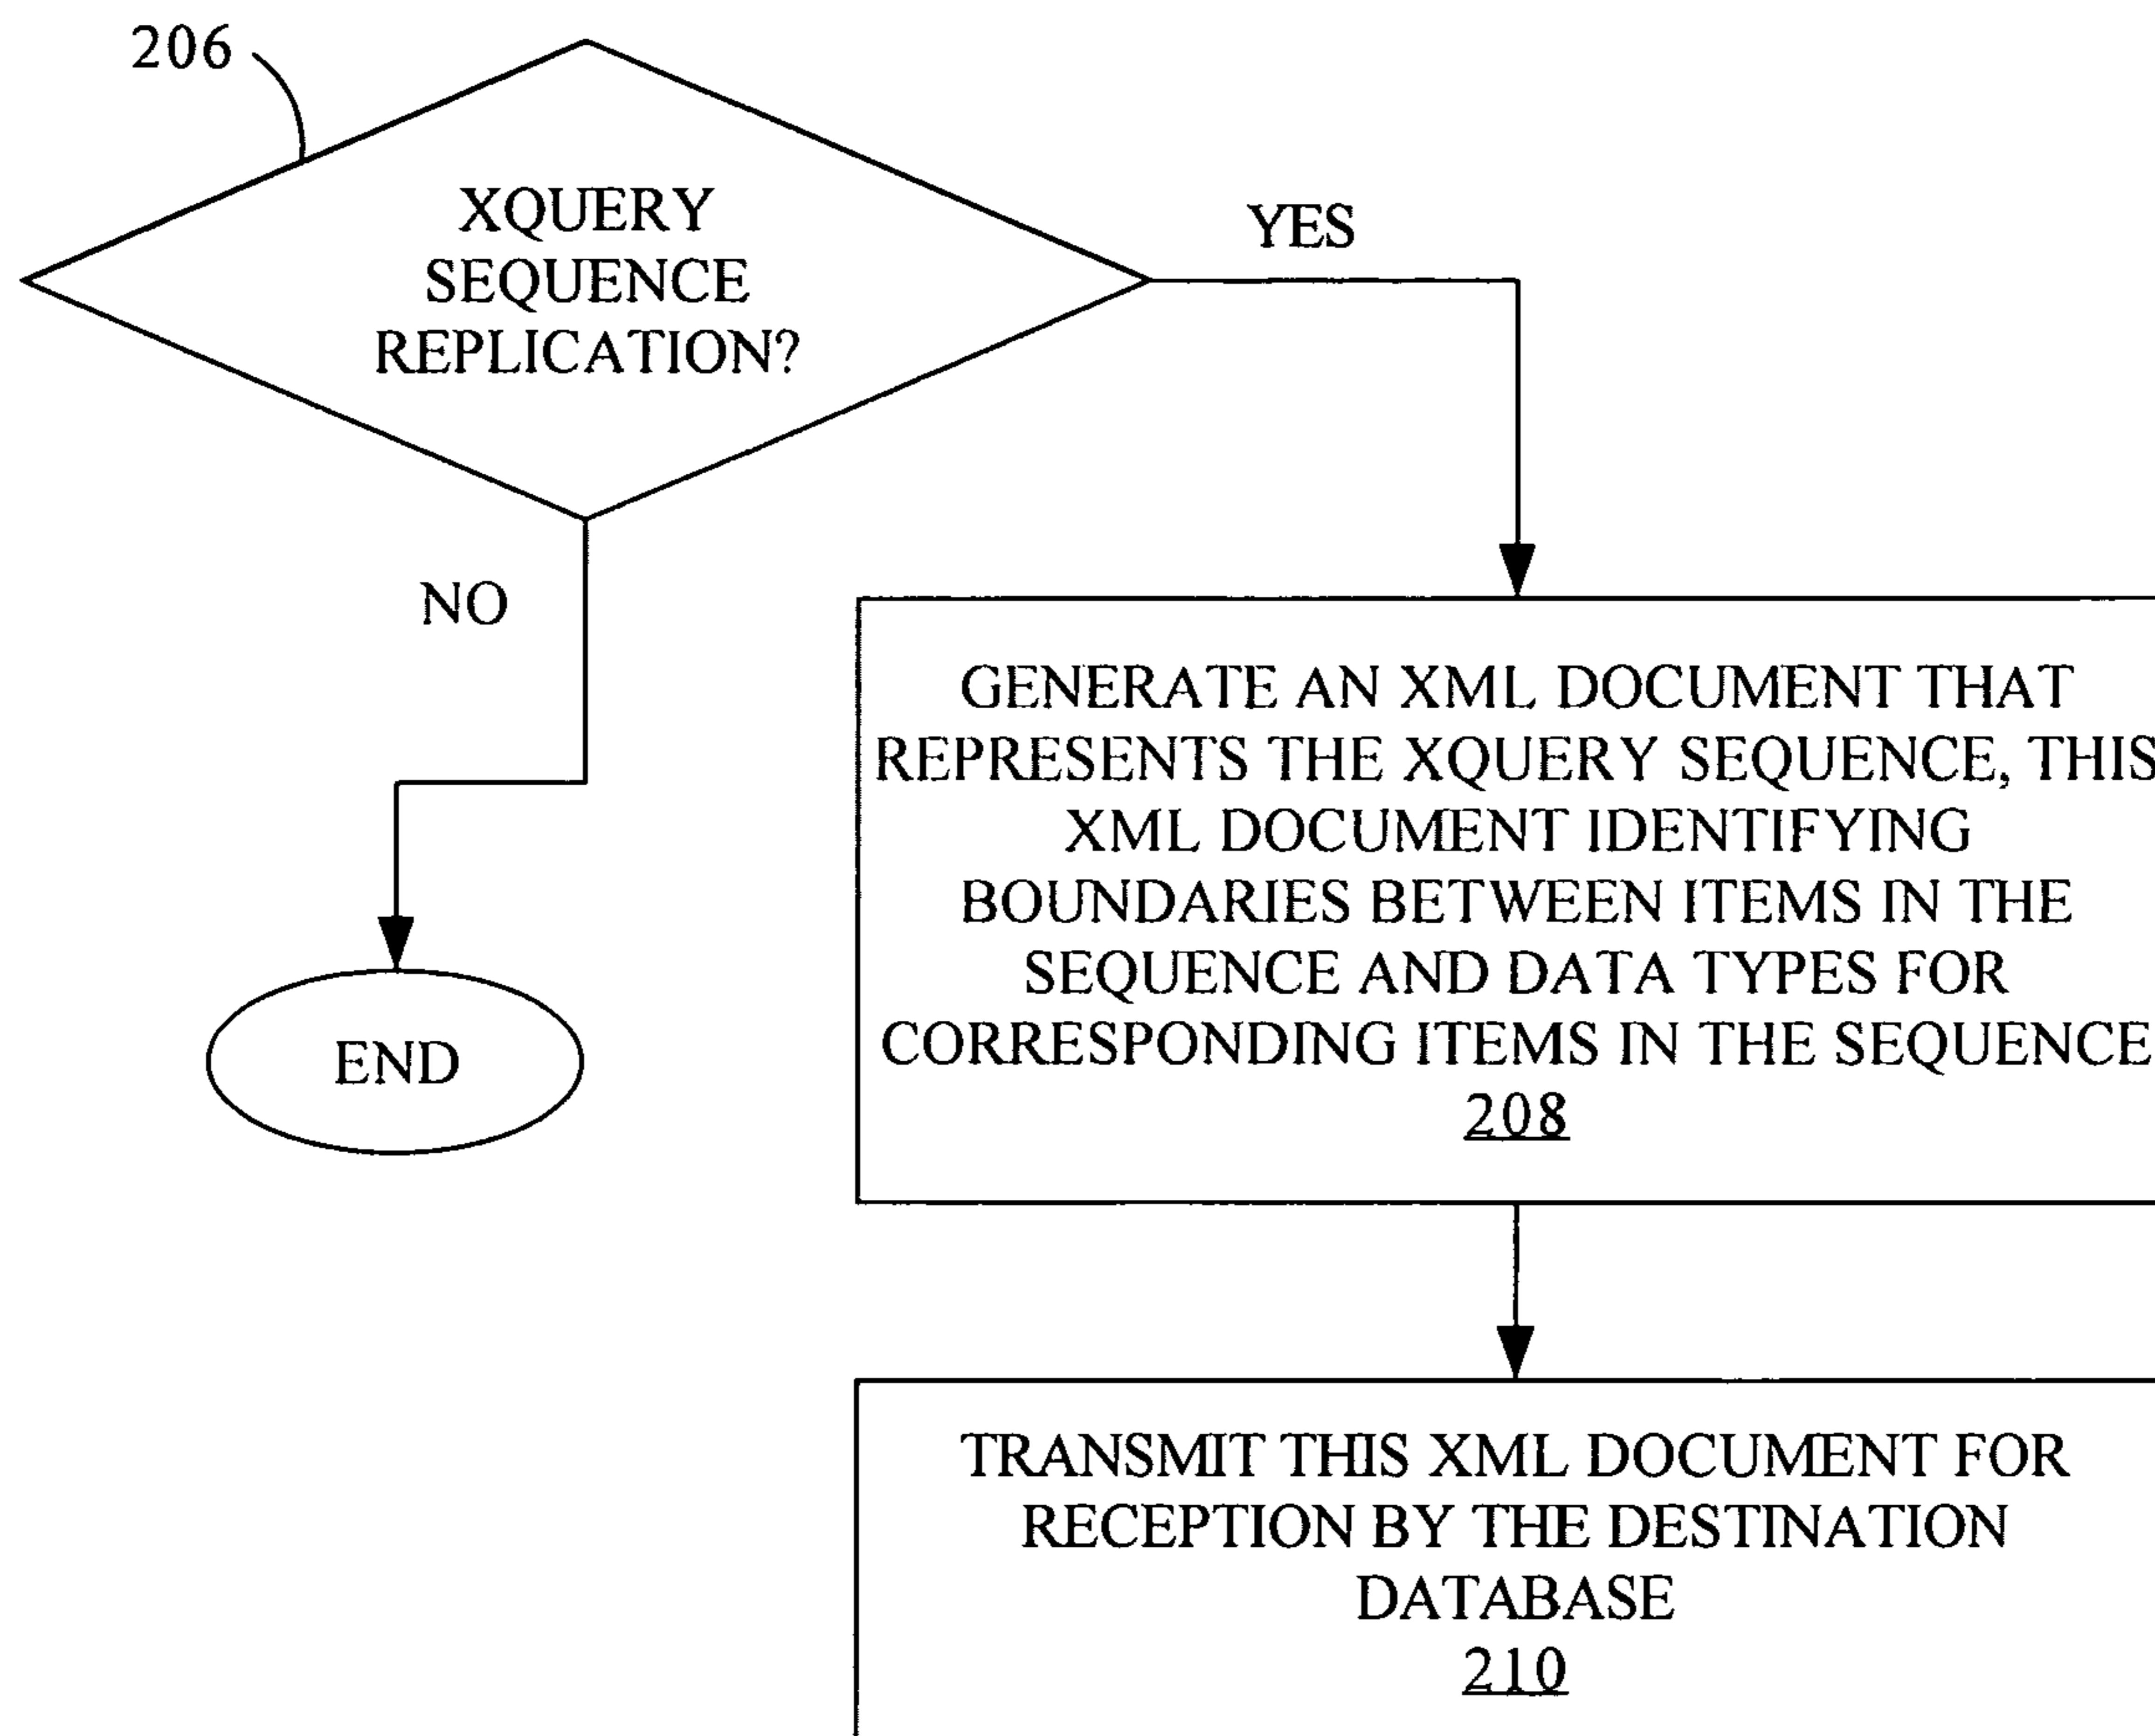 206
XQUERY
SEQUENCE
REPLICATION?
YES
NO
END
GENERATE AN XML DOCUMENT THAT
REPRESENTS THE XQUERY SEQUENCE, THIS
XML DOCUMENT IDENTIFYING
BOUNDARIES BETWEEN ITEMS IN THE
SEQUENCE AND DATA TYPES FOR
CORRESPONDING ITEMS IN THE SEQUENCE
208
TRANSMIT THIS XML DOCUMENT FOR
RECEPTION BY THE DESTINATION
DATABASE
210